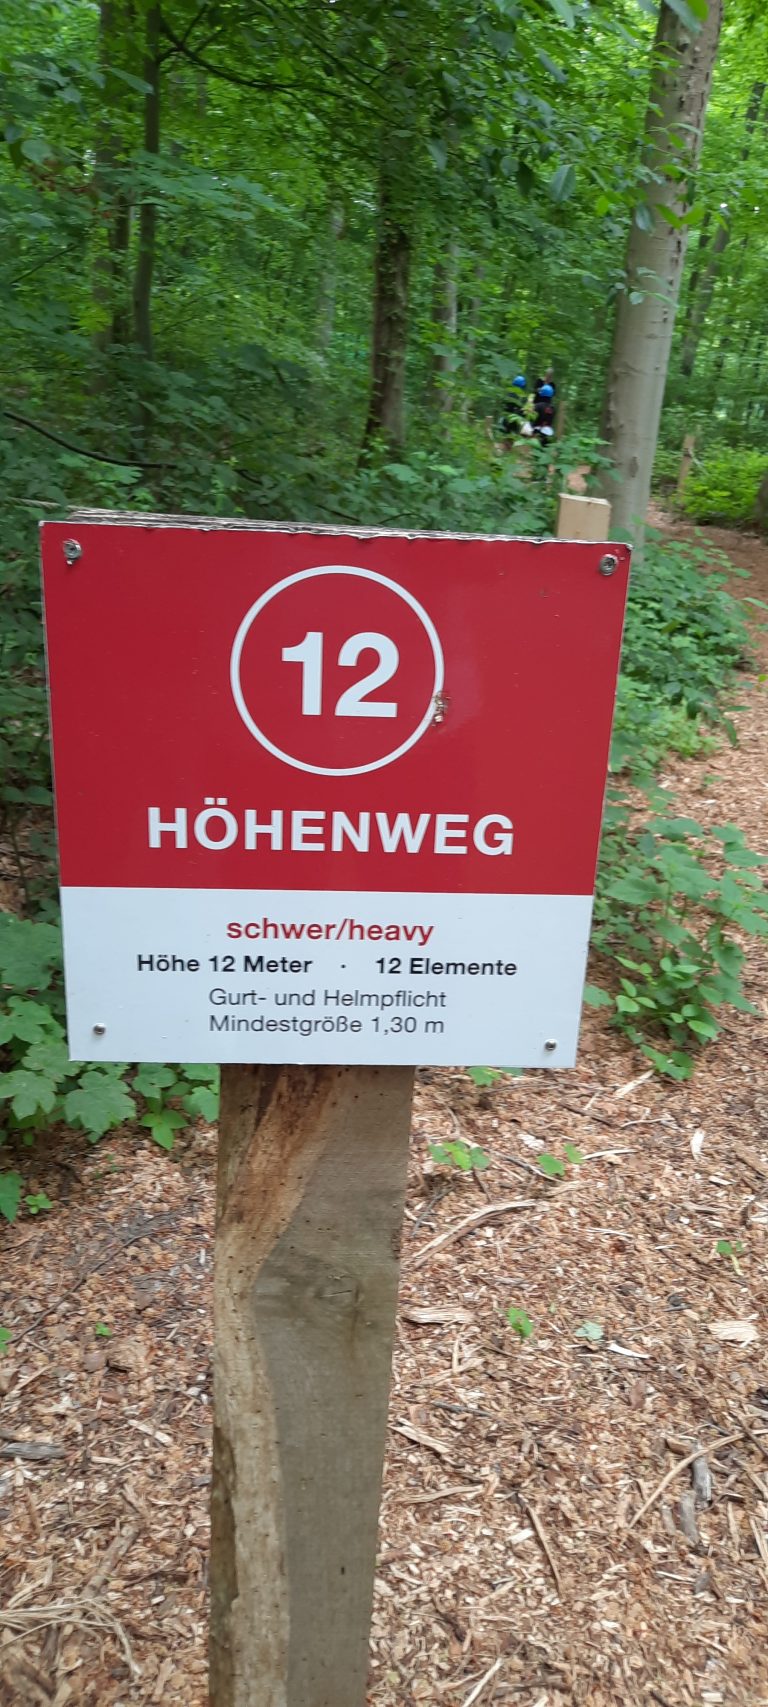 12
HÖHENWEG
schwer/heavy
Höhe 12 Meter · 12 Elemente
Gurt- und Helmpflicht
Mindestgröße 1,30 m